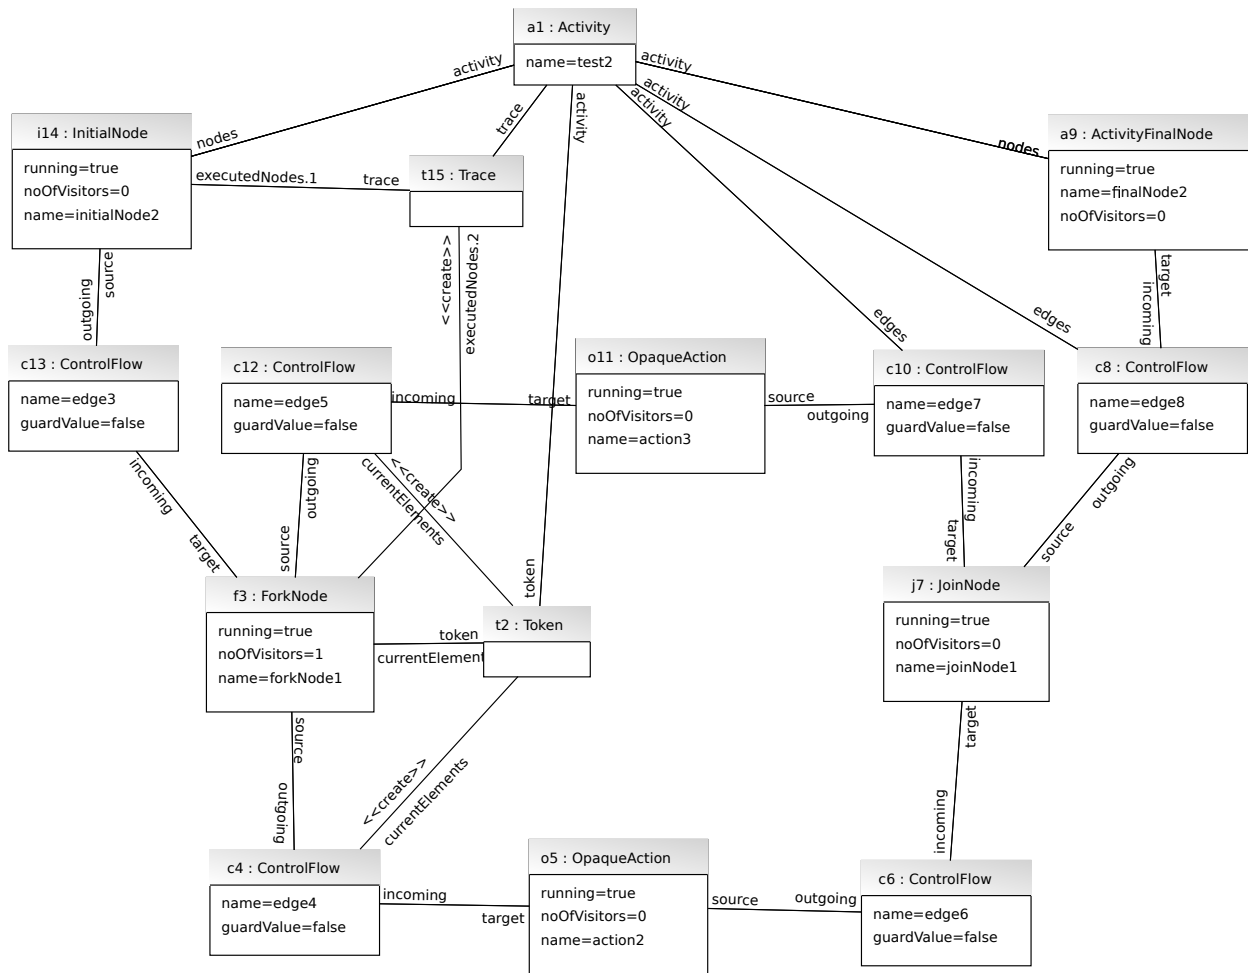 a1 : Activity
name=test2
activity
activity
activity
activity
activity
trace
nodes
nodes
i14 : InitialNode
running=true
noOfVisitors=0
name=initialNode2
executedNodes.1
trace
t15 : Trace
a9 : ActivityFinalNode
running=true
name=finalNode2
noOfVisitors=0
source
outgoing
<<create>>
executedNodes.2
edges
edges
target
incoming
c13 : ControlFlow
name=edge3
guardValue=false
c12 : ControlFlow
name=edge5
guardValue=false
incoming
target
o11 : OpaqueAction
running=true
noOfVisitors=0
name=action3
source
outgoing
c10 : ControlFlow
name=edge7
guardValue=false
c8 : ControlFlow
name=edge8
guardValue=false
incoming
target
outgoing
source
<<create>>
currentElements
token
incoming
target
outgoing
source
f3 : ForkNode
running=true
noOfVisitors=1
name=forkNode1
token
currentElement
t2 : Token
j7 : JoinNode
running=true
noOfVisitors=0
name=joinNode1
source
outgoing
<<create>>
currentElements
target
incoming
c4 : ControlFlow
name=edge4
guardValue=false
incoming
target
o5 : OpaqueAction
running=true
noOfVisitors=0
name=action2
source
outgoing
c6 : ControlFlow
name=edge6
guardValue=false